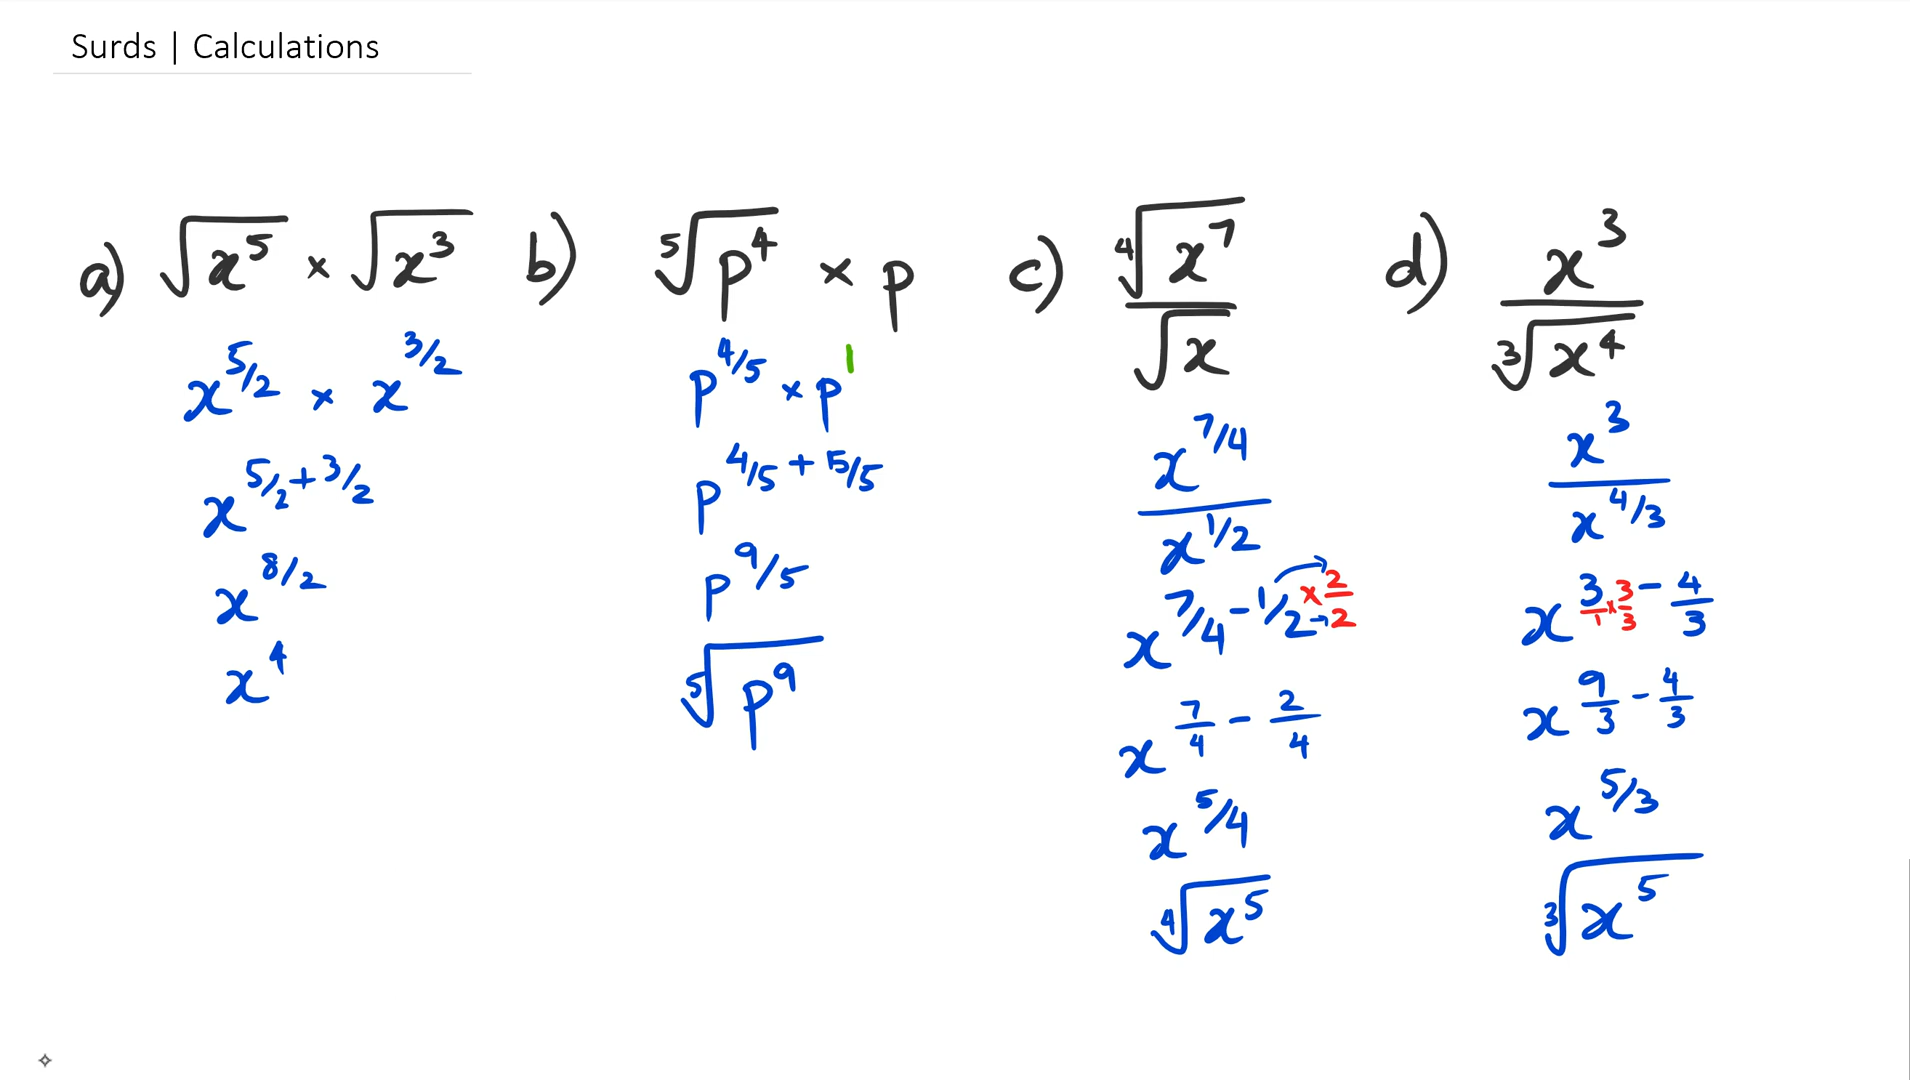 Surds | Calculations
a) √x⁵ × √x³
x^5/2 × x^3/2
x^5/2+3/2
x^8/2
x⁴
b) ⁵√p⁴ × p
p^4/5 × p^1
p^4/5 + 5/5
p^9/5
⁵√p⁹
c) ⁴√x⁷ / √x
x^7/4 / x^1/2
x^7/4 - 1/2 × 2/2
x^7/4 - 2/4
x^5/4
⁴√x⁵
d) x³ / ³√x⁴
x³ / x^4/3
x^3/1 × 3/3 - 4/3
x^9/3 - 4/3
x^5/3
³√x⁵